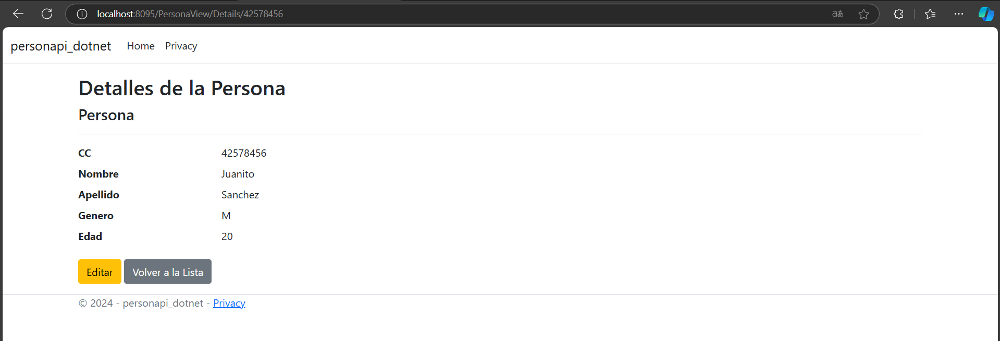 localhost:8095/PersonaView/Details/42578456
personapi_dotnet Home Privacy
Detalles de la Persona
Persona
CC 42578456
Nombre Juanito
Apellido Sanchez
Genero M
Edad 20
Editar Volver a la Lista
© 2024 - personapi_dotnet - Privacy